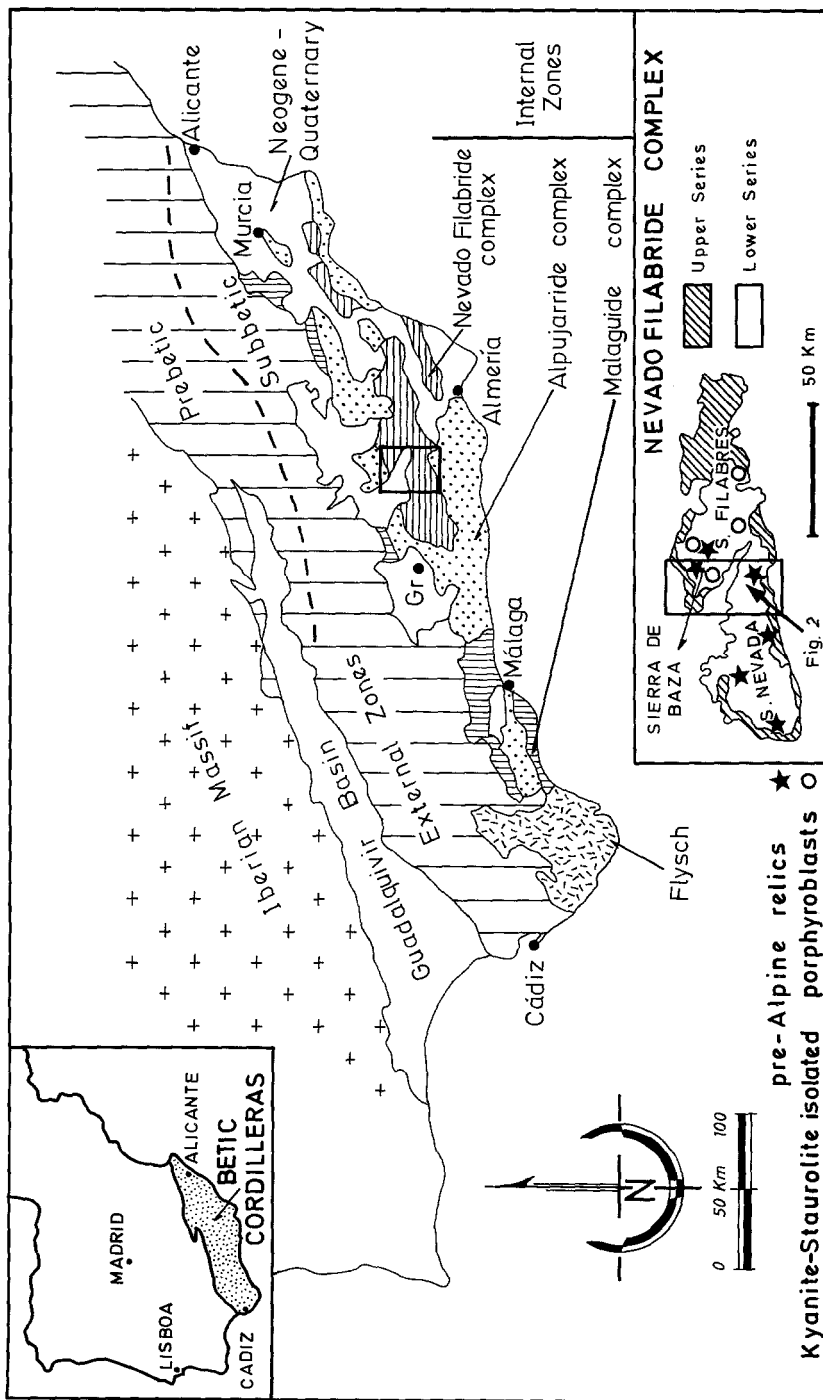 LISBOA
MADRID
ALICANTE
BETIC
CORDILLERAS
CADIZ
Iberian Massif
Guadalquivir Basin
External Zones
Prebetic
Subbetic
Alicante
Murcia
Neogene -
Quaternary
Gr
Almería
Málaga
Cádiz
Flysch
Nevado Filabride
complex
Alpujarride complex
Malaguide complex
Internal
Zones
N
0 50 Km 100
pre-Alpine relics
Kyanite-Staurolite isolated porphyroblasts
NEVADO FILABRIDE COMPLEX
SIERRA DE
BAZA
S. NEVADA
S. FILABRES
Fig. 2
Upper Series
Lower Series
50 Km